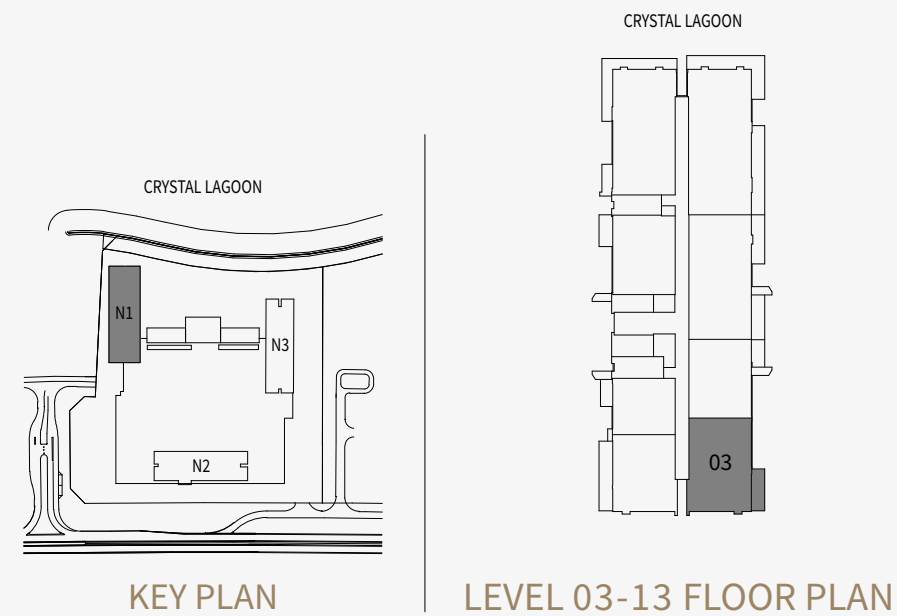 CRYSTAL LAGOON
N1
N3
N2
KEY PLAN
CRYSTAL LAGOON
03
LEVEL 03-13 FLOOR PLAN